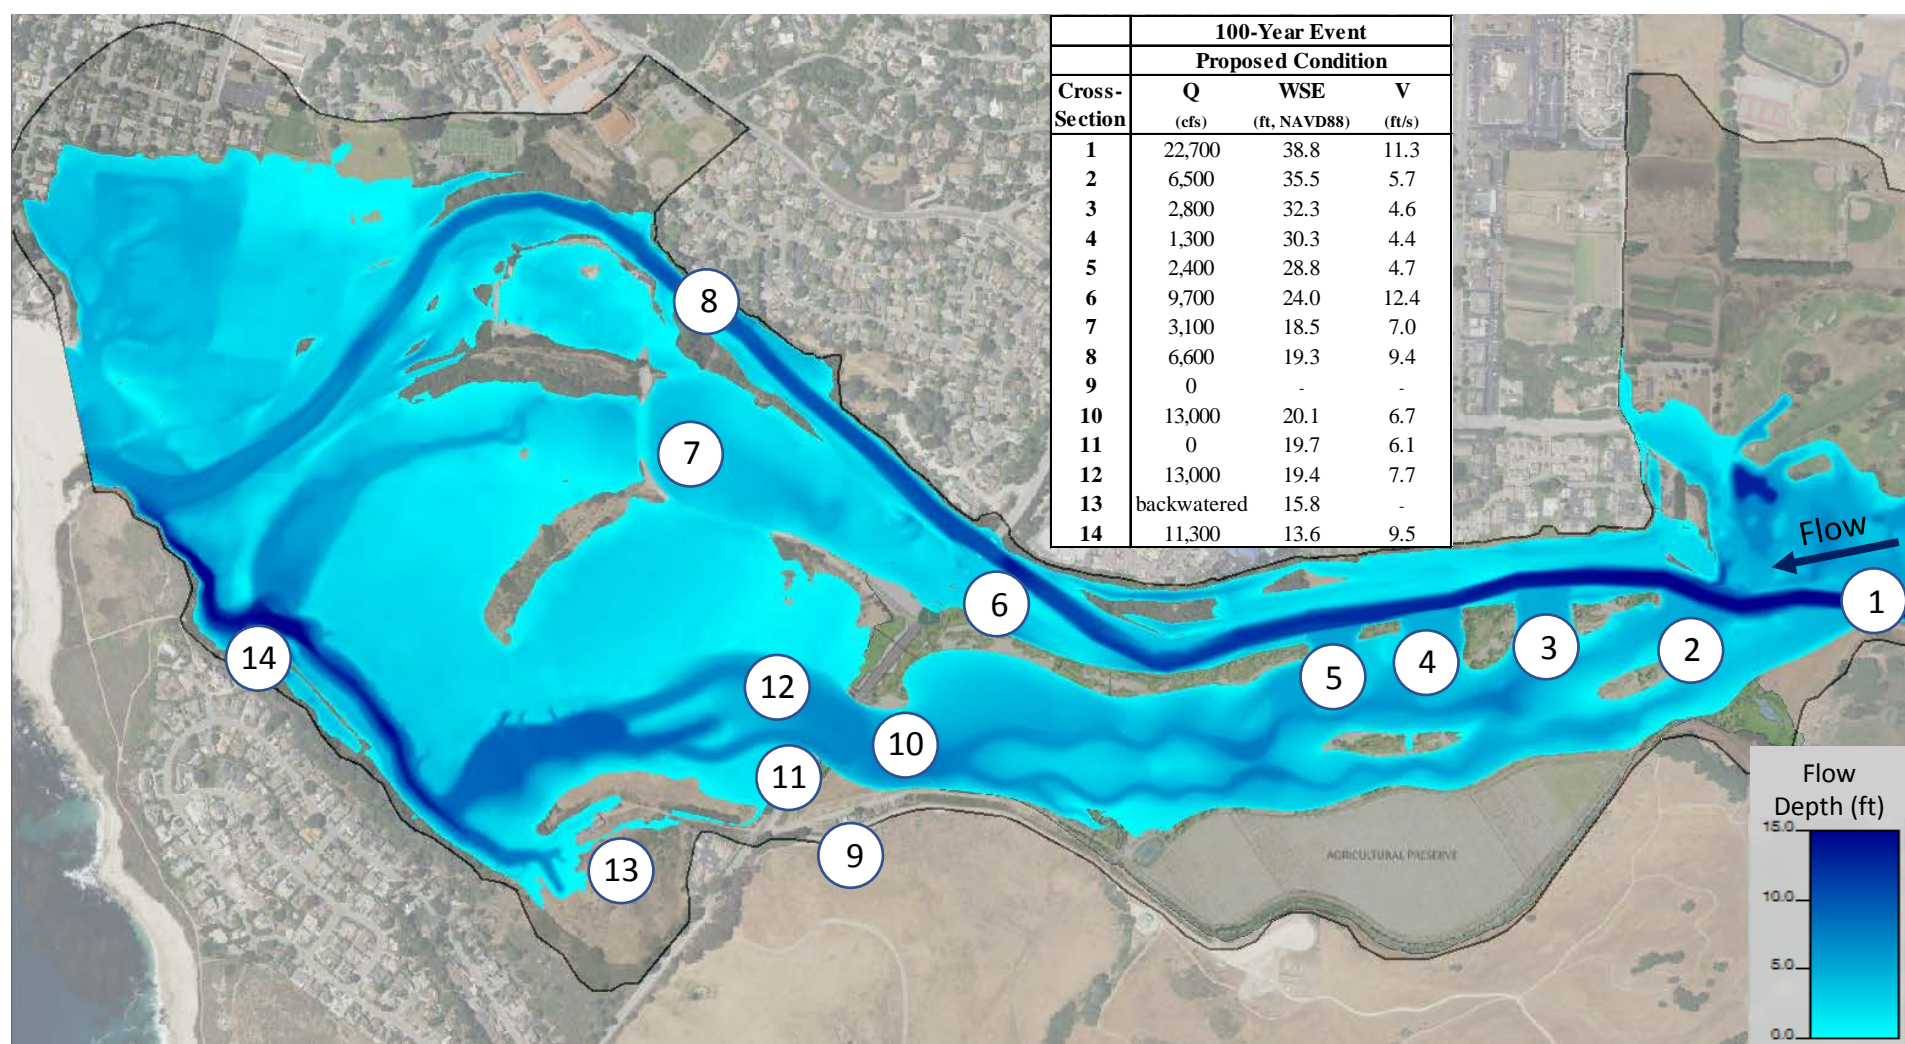 100-Year Event
Proposed Condition
Cross-Section Q (cfs) WSE (ft, NAVD88) V (ft/s)
1 22,700 38.8 11.3
2 6,500 35.5 5.7
3 2,800 32.3 4.6
4 1,300 30.3 4.4
5 2,400 28.8 4.7
6 9,700 24.0 12.4
7 3,100 18.5 7.0
8 6,600 19.3 9.4
9 0 - -
10 13,000 20.1 6.7
11 0 19.7 6.1
12 13,000 19.4 7.7
13 backwatered 15.8 -
14 11,300 13.6 9.5
8
7
Flow
6
1
14
12
5
4
3
2
10
11
13
9
AGRICULTURAL PRESERVE
Flow
Depth (ft)
15.0
10.0
5.0
0.0